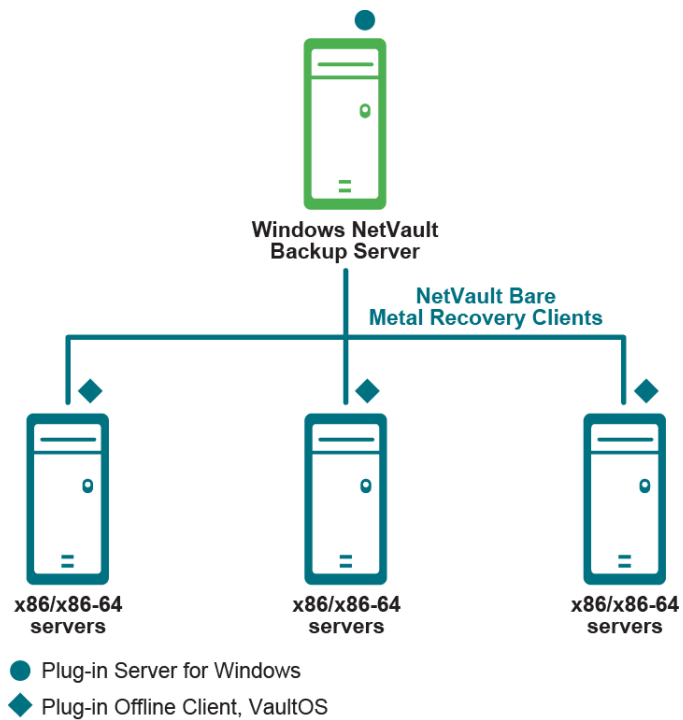 Windows NetVault
Backup Server
NetVault Bare
Metal Recovery Clients
x86/x86-64
servers
x86/x86-64
servers
x86/x86-64
servers
Plug-in Server for Windows
Plug-in Offline Client, VaultOS